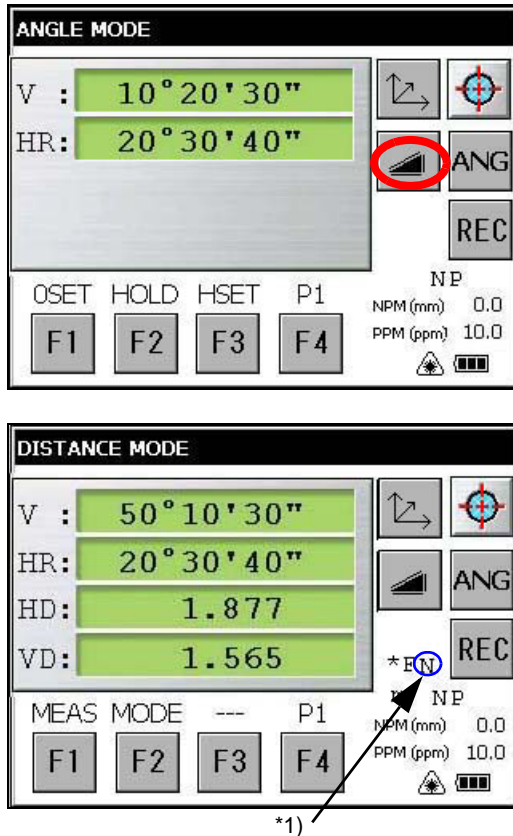 ANGLE MODE
V : 10°20'30"
HR: 20°30'40"
ANG
REC
NP
0SET HOLD HSET P1
NPM (mm) 0.0
F1 F2 F3 F4
PPM (ppm) 10.0
DISTANCE MODE
V : 50°10'30"
HR: 20°30'40"
HD: 1.877
VD: 1.565
ANG
REC
*FN
NP
MEAS MODE --- P1
NPM (mm) 0.0
F1 F2 F3 F4
PPM (ppm) 10.0
*1)